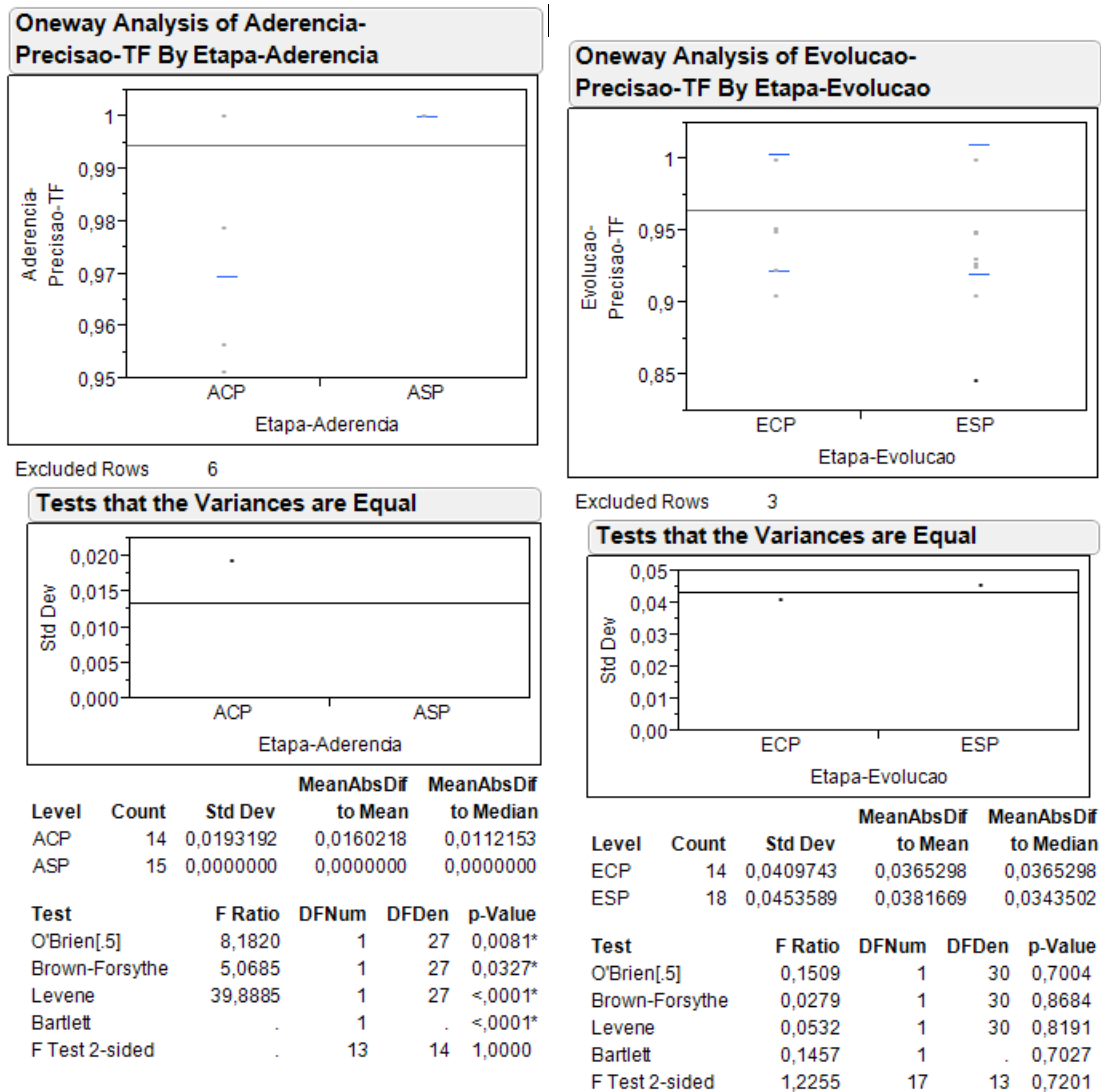 Oneway Analysis of Aderencia-
Precisao-TF By Etapa-Aderencia
Aderencia-
Precisao-TF
1
0,99
0,98
0,97
0,96
0,95
ACP ASP
Etapa-Aderencia
Excluded Rows 6
Tests that the Variances are Equal
Std Dev
0,020
0,015
0,010
0,005
0,000
ACP ASP
Etapa-Aderencia
MeanAbsDif MeanAbsDif
Level Count Std Dev to Mean to Median
ACP 14 0,0193192 0,0160218 0,0112153
ASP 15 0,0000000 0,0000000 0,0000000
Test F Ratio DFNum DFDen p-Value
O'Brien[.5] 8,1820 1 27 0,0081*
Brown-Forsythe 5,0685 1 27 0,0327*
Levene 39,8885 1 27 <,0001*
Bartlett . 1 . <,0001*
F Test 2-sided . 13 14 1,0000
Oneway Analysis of Evolucao-
Precisao-TF By Etapa-Evolucao
Evolucao-
Precisao-TF
1
0,95
0,9
0,85
ECP ESP
Etapa-Evolucao
Excluded Rows 3
Tests that the Variances are Equal
Std Dev
0,05
0,04
0,03
0,02
0,01
0,00
ECP ESP
Etapa-Evolucao
MeanAbsDif MeanAbsDif
Level Count Std Dev to Mean to Median
ECP 14 0,0409743 0,0365298 0,0365298
ESP 18 0,0453589 0,0381669 0,0343502
Test F Ratio DFNum DFDen p-Value
O'Brien[.5] 0,1509 1 30 0,7004
Brown-Forsythe 0,0279 1 30 0,8684
Levene 0,0532 1 30 0,8191
Bartlett 0,1457 1 . 0,7027
F Test 2-sided 1,2255 17 13 0,7201